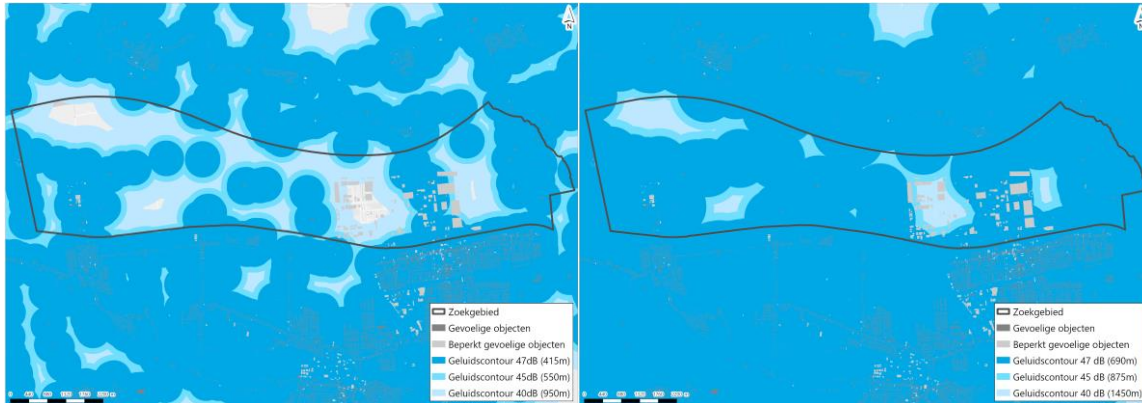 N
Zoekgebied
Gevoelige objecten
Beperkt gevoelige objecten
Geluidscontour 47dB (415m)
Geluidscontour 45dB (550m)
Geluidscontour 40dB (950m)
N
Zoekgebied
Gevoelige objecten
Beperkt gevoelige objecten
Geluidscontour 47 dB (690m)
Geluidscontour 45 dB (875m)
Geluidscontour 40 dB (1450m)